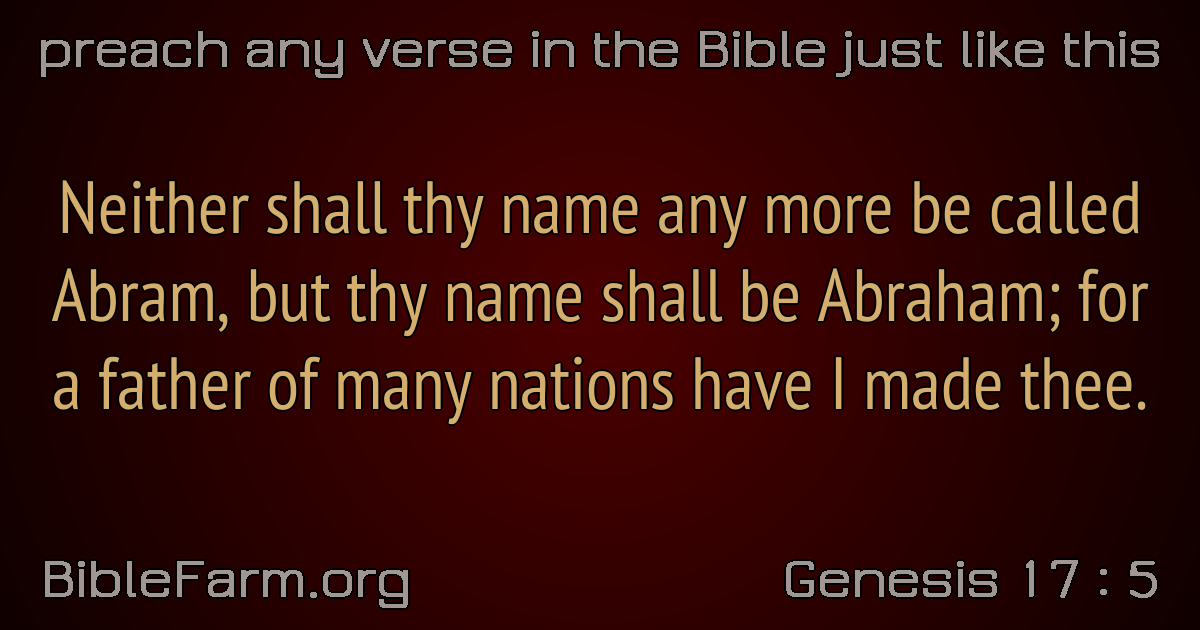 preach any verse in the Bible just like this
Neither shall thy name any more be called
Abram, but thy name shall be Abraham; for
a father of many nations have I made thee.
BibleFarm.org
Genesis 17 : 5